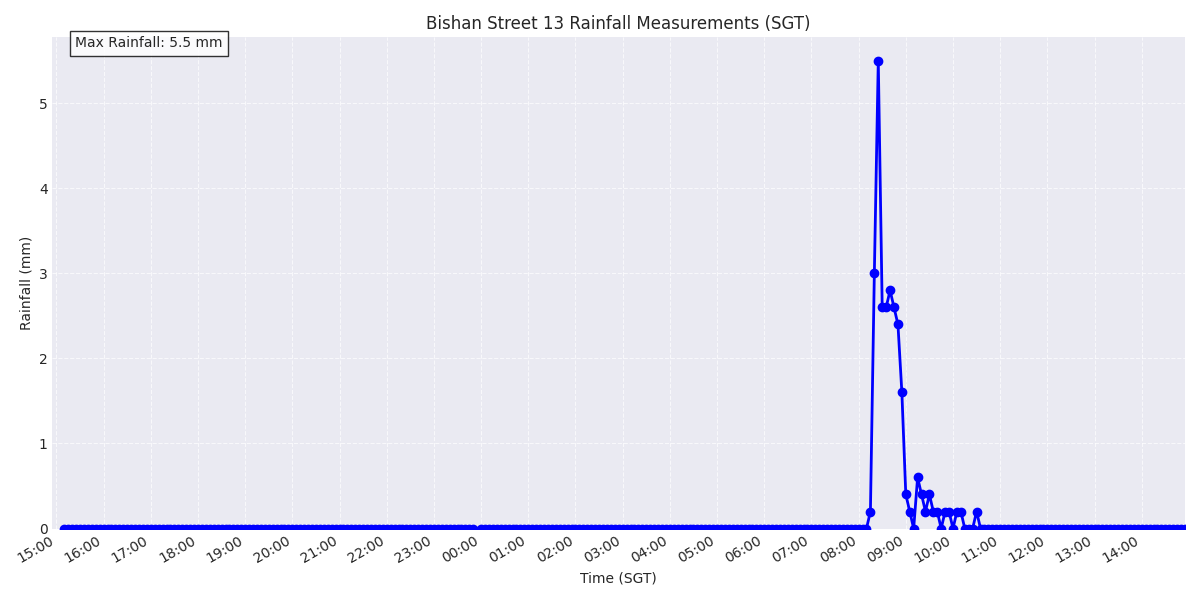 Bishan Street 13 Rainfall Measurements (SGT)
Max Rainfall: 5.5 mm
Rainfall (mm)
5
4
3
2
1
0
15:00 16:00 17:00 18:00 19:00 20:00 21:00 22:00 23:00 00:00 01:00 02:00 03:00 04:00 05:00 06:00 07:00 08:00 09:00 10:00 11:00 12:00 13:00 14:00
Time (SGT)